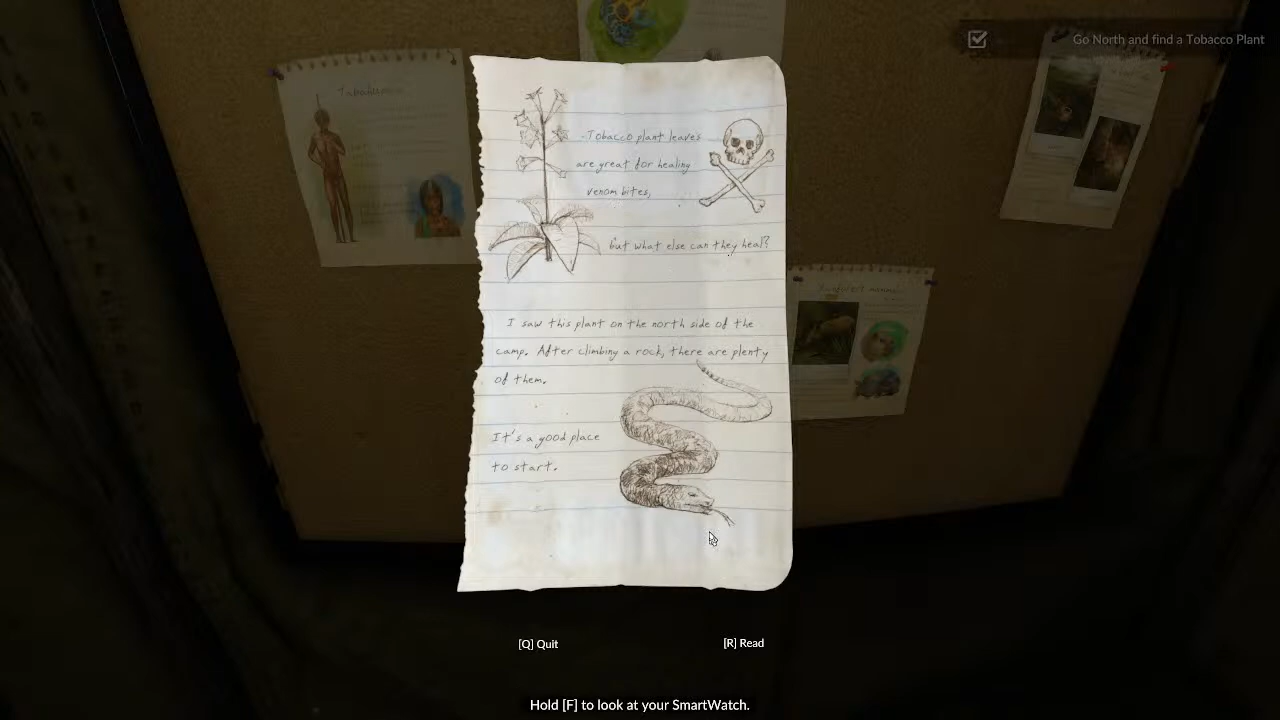 Go North and find a Tobacco Plant
-Tobacco plant leaves
are great for healing
venom bites,
but what else can they heal?
I saw this plant on the north side of the
camp. After climbing a rock, there are plenty
of them.
It's a good place
to start.
[Q] Quit
[R] Read
Hold [F] to look at your SmartWatch.